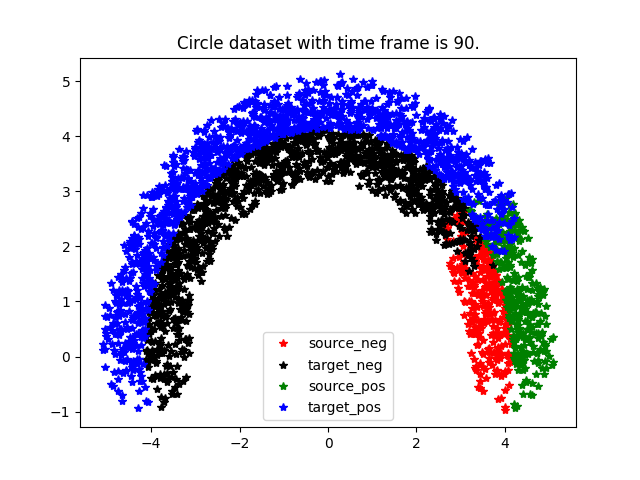 Circle dataset with time frame is 90.
5
4
3
2
1
0
−1
source_neg
target_neg
source_pos
target_pos
−4 −2 0 2 4